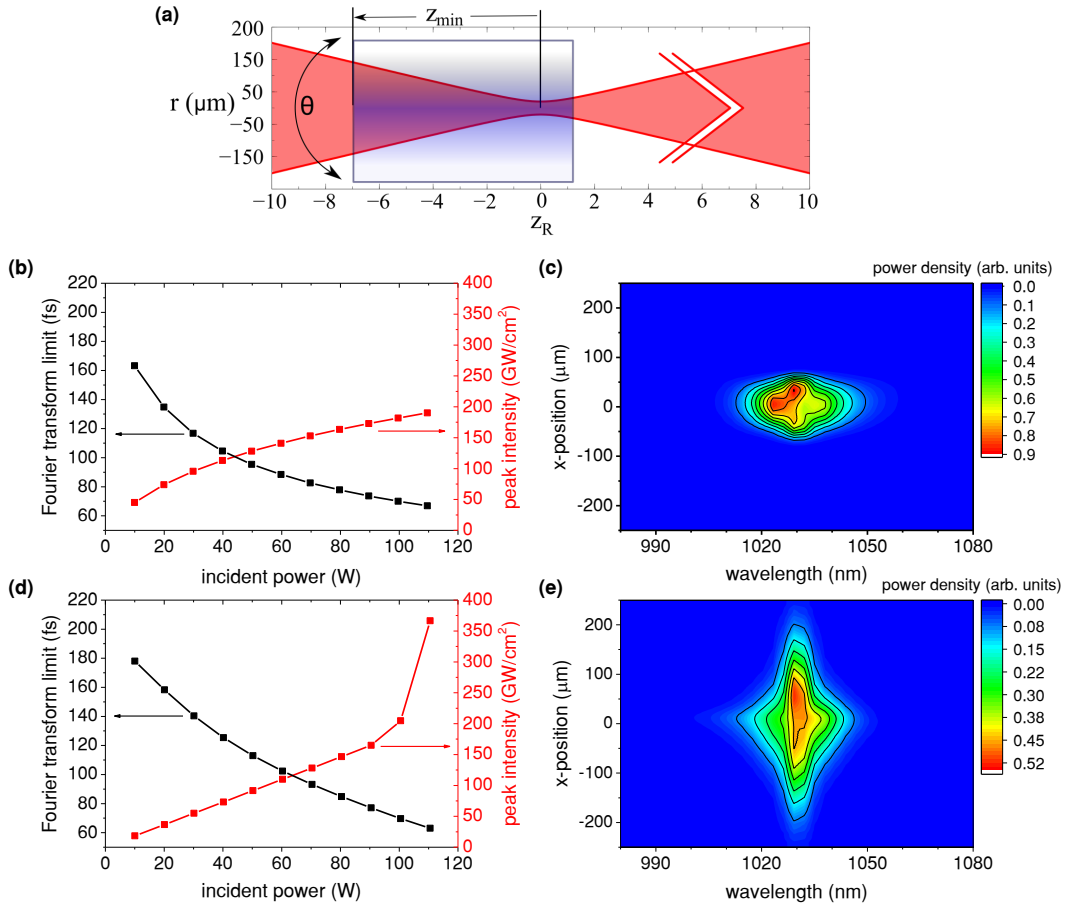 (a)
z_min
200
150
50
r (μm)
θ
−50
−150
−10 −8 −6 −4 −2 0 2 4 6 8 10
z_R
(b)
220
200
180
160
140
120
100
80
60
Fourier transform limit (fs)
400
350
300
250
200
150
100
50
0
peak intensity (GW/cm²)
0 20 40 60 80 100 120
incident power (W)
(c)
power density (arb. units)
0.0
0.1
0.2
0.3
0.4
0.5
0.6
0.7
0.8
0.9
200
100
0
-100
-200
x-position (μm)
990 1020 1050 1080
wavelength (nm)
(d)
220
200
180
160
140
120
100
80
60
Fourier transform limit (fs)
400
350
300
250
200
150
100
50
0
peak intensity (GW/cm²)
0 20 40 60 80 100 120
incident power (W)
(e)
power density (arb. units)
0.00
0.08
0.15
0.22
0.30
0.38
0.45
0.52
200
100
0
-100
-200
x-position (μm)
990 1020 1050 1080
wavelength (nm)